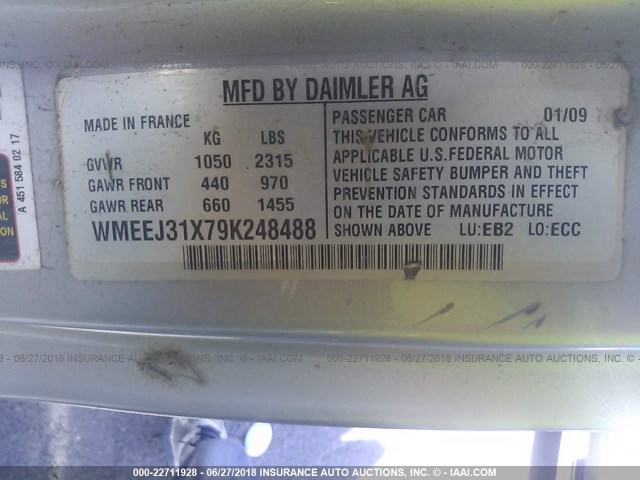 MFD BY DAIMLER AG
MADE IN FRANCE
KG LBS
GVWR 1050 2315
GAWR FRONT 440 970
GAWR REAR 660 1455
WMEEJ31X79K248488
PASSENGER CAR 01/09
THIS VEHICLE CONFORMS TO ALL
APPLICABLE U.S.FEDERAL MOTOR
VEHICLE SAFETY BUMPER AND THEFT
PREVENTION STANDARDS IN EFFECT
ON THE DATE OF MANUFACTURE
SHOWN ABOVE LU:EB2 LO:ECC
A 451 584 02 17
000-22711928 - 06/27/2018 INSURANCE AUTO AUCTIONS, INC. - IAAI.COM